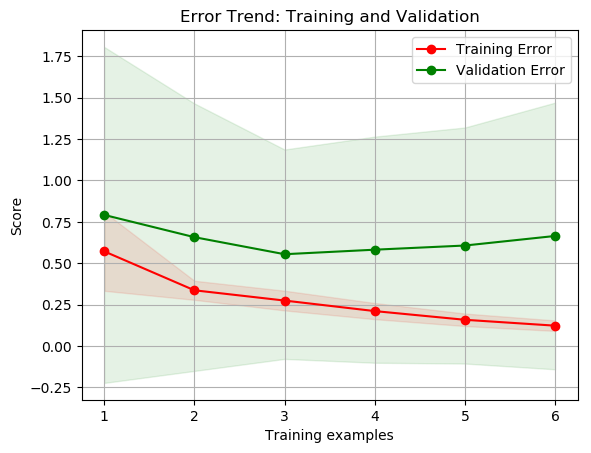 Error Trend: Training and Validation
Training Error
Validation Error
Score
1.75
1.50
1.25
1.00
0.75
0.50
0.25
0.00
−0.25
1 2 3 4 5 6
Training examples